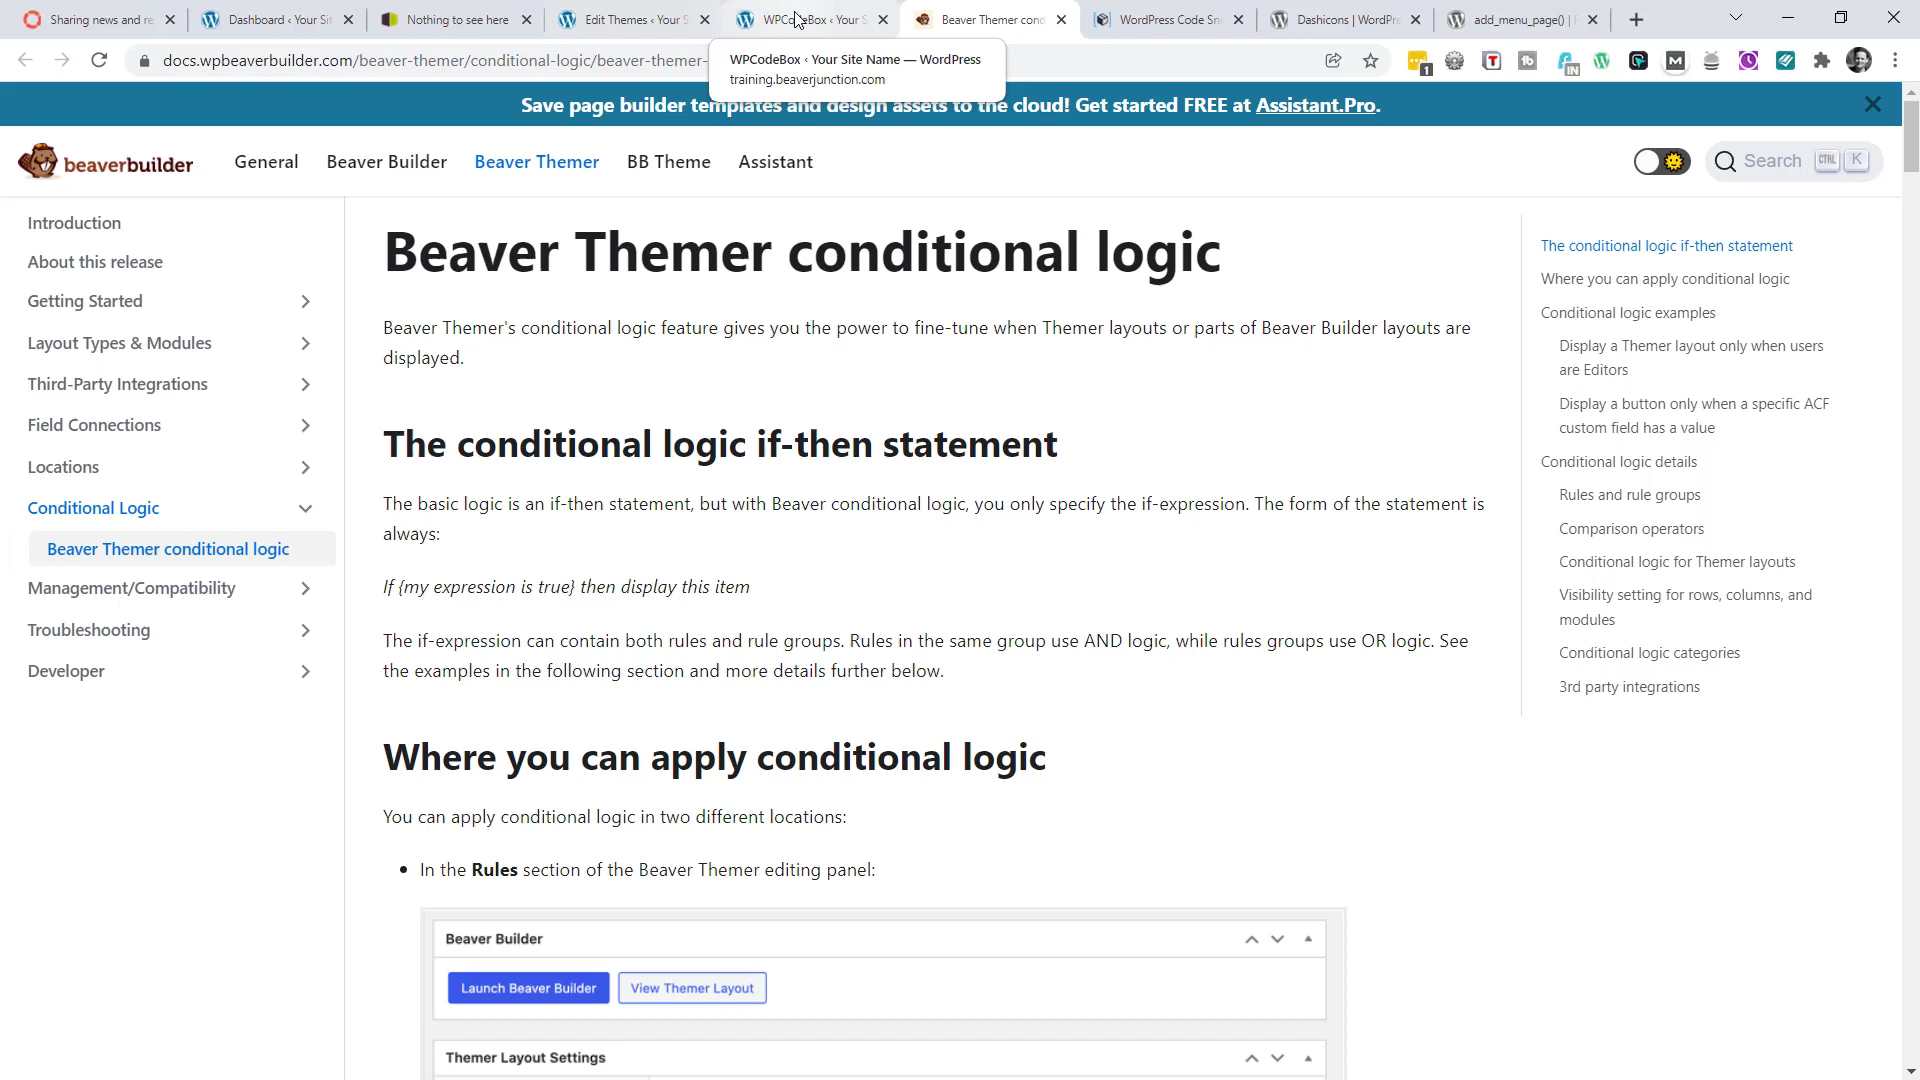 Sharing news and re
Dashboard ‹ Your Sit
Nothing to see here
Edit Themes ‹ Your S
WPCodeBox ‹ Your S
Beaver Themer cond
WordPress Code Sni
Dashicons | WordPre
add_menu_page() | F
docs.wpbeaverbuilder.com/beaver-themer/conditional-logic/beaver-themer-
WPCodeBox ‹ Your Site Name — WordPress
training.beaverjunction.com
Save page builder templates and design assets to the cloud! Get started FREE at Assistant.Pro.
beaverbuilder
General
Beaver Builder
Beaver Themer
BB Theme
Assistant
Search
CTRL
K
Introduction
About this release
Getting Started
Layout Types & Modules
Third-Party Integrations
Field Connections
Locations
Conditional Logic
Beaver Themer conditional logic
Management/Compatibility
Troubleshooting
Developer
Beaver Themer conditional logic
Beaver Themer's conditional logic feature gives you the power to fine-tune when Themer layouts or parts of Beaver Builder layouts are
displayed.
The conditional logic if-then statement
The basic logic is an if-then statement, but with Beaver conditional logic, you only specify the if-expression. The form of the statement is
always:
If {my expression is true} then display this item
The if-expression can contain both rules and rule groups. Rules in the same group use AND logic, while rules groups use OR logic. See
the examples in the following section and more details further below.
Where you can apply conditional logic
You can apply conditional logic in two different locations:
In the Rules section of the Beaver Themer editing panel:
Beaver Builder
Launch Beaver Builder
View Themer Layout
Themer Layout Settings
The conditional logic if-then statement
Where you can apply conditional logic
Conditional logic examples
Display a Themer layout only when users
are Editors
Display a button only when a specific ACF
custom field has a value
Conditional logic details
Rules and rule groups
Comparison operators
Conditional logic for Themer layouts
Visibility setting for rows, columns, and
modules
Conditional logic categories
3rd party integrations